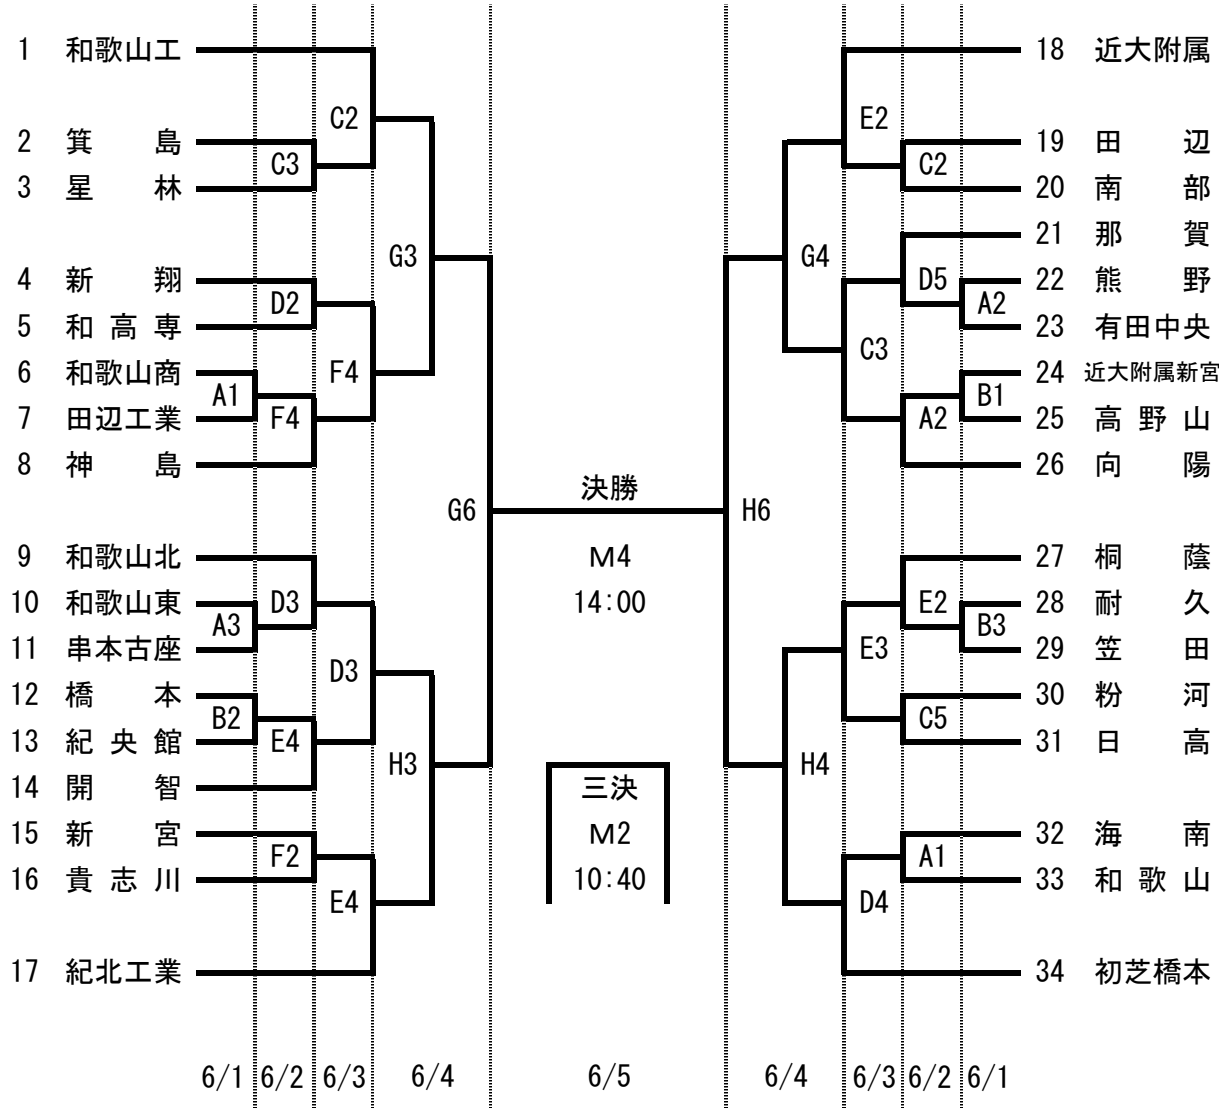 1 和歌山工
2 箕島
3 星林
4 新翔
5 和高専
6 和歌山商
7 田辺工業
8 神島
9 和歌山北
10 和歌山東
11 串本古座
12 橋本
13 紀央館
14 開智
15 新宮
16 貴志川
17 紀北工業
A1
A3
B2
C3
D2
F4
D3
E4
F2
C2
F4
D3
E4
G3
H3
G6
決勝
M4
14:00
三決
M2
10:40
H6
G4
H4
E2
C3
E3
D4
C2
D5
A2
E2
C5
A1
A2
B1
B3
18 近大附属
19 田辺
20 南部
21 那賀
22 熊野
23 有田中央
24 近大附属新宮
25 高野山
26 向陽
27 桐蔭
28 耐久
29 笠田
30 粉河
31 日高
32 海南
33 和歌山
34 初芝橋本
6/1 6/2 6/3 6/4 6/5 6/4 6/3 6/2 6/1